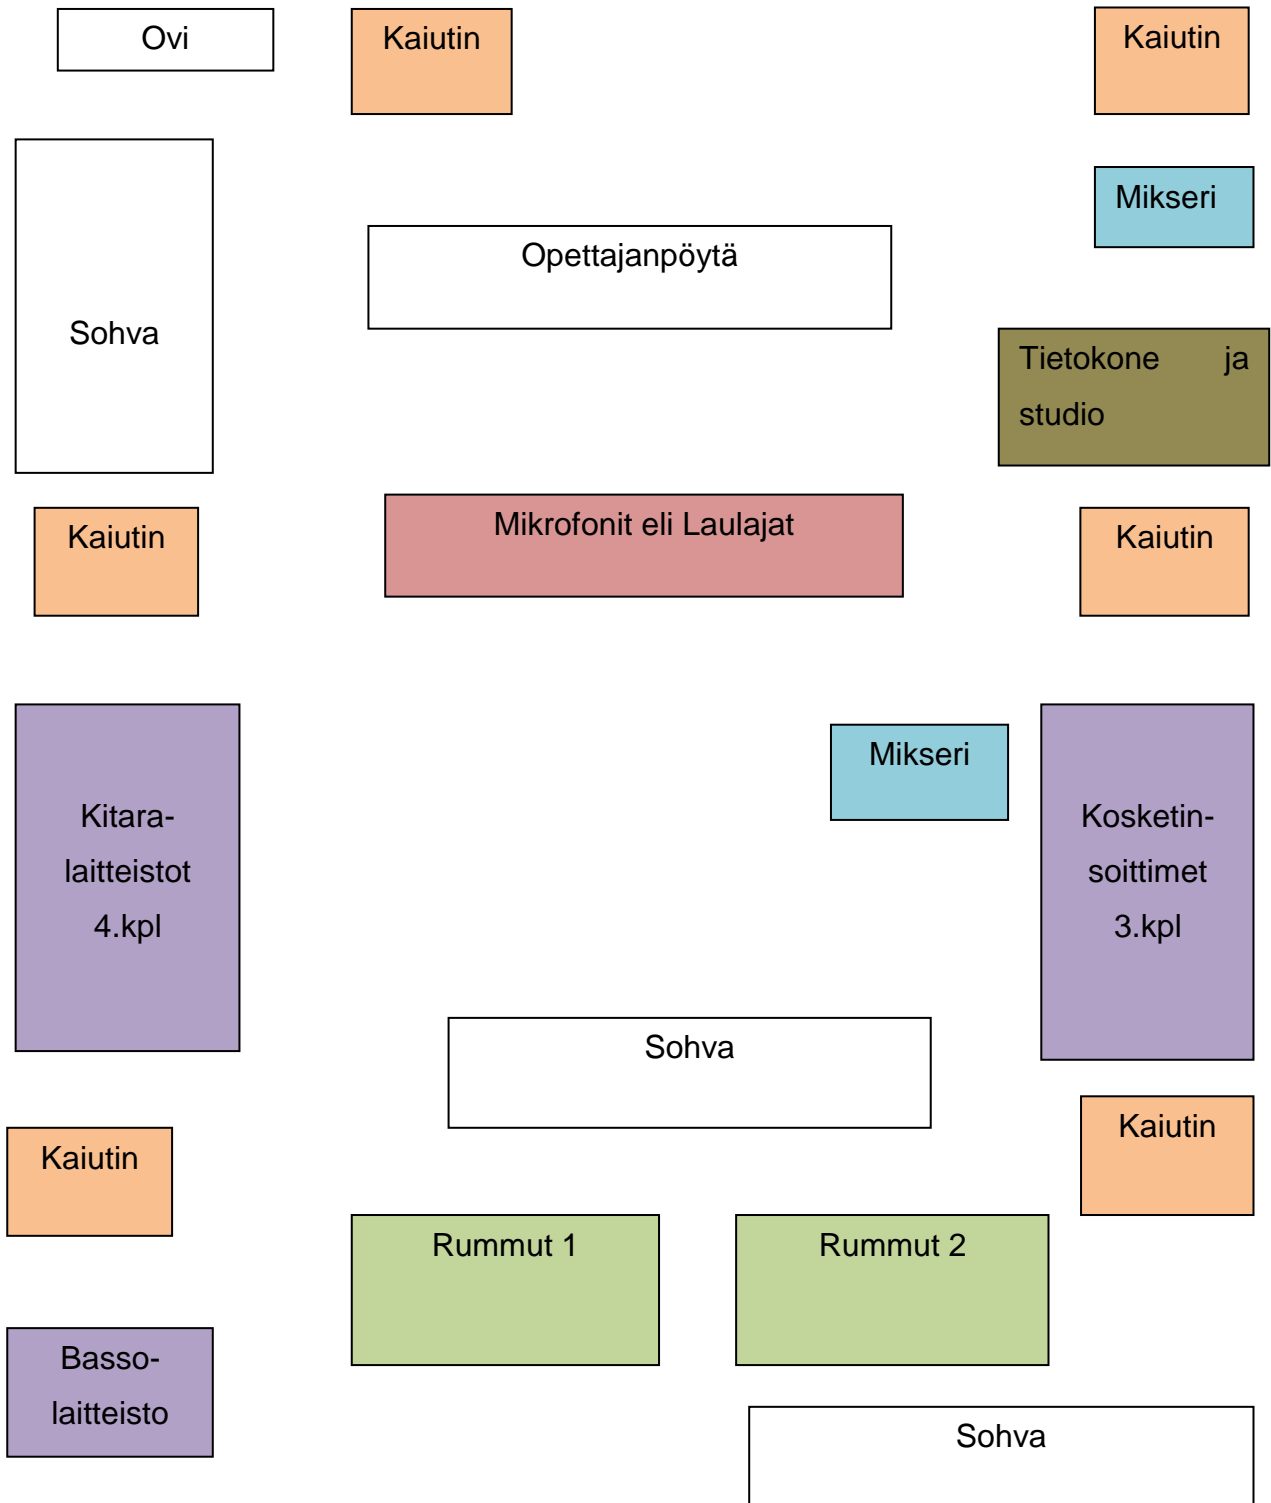 Ovi
Kaiutin
Kaiutin
Mikseri
Opettajanpöytä
Sohva
Tietokone ja
studio
Mikrofonit eli Laulajat
Kaiutin
Kaiutin
Mikseri
Kitara-
laitteistot
4.kpl
Kosketin-
soittimet
3.kpl
Sohva
Kaiutin
Kaiutin
Rummut 1
Rummut 2
Basso-
laitteisto
Sohva